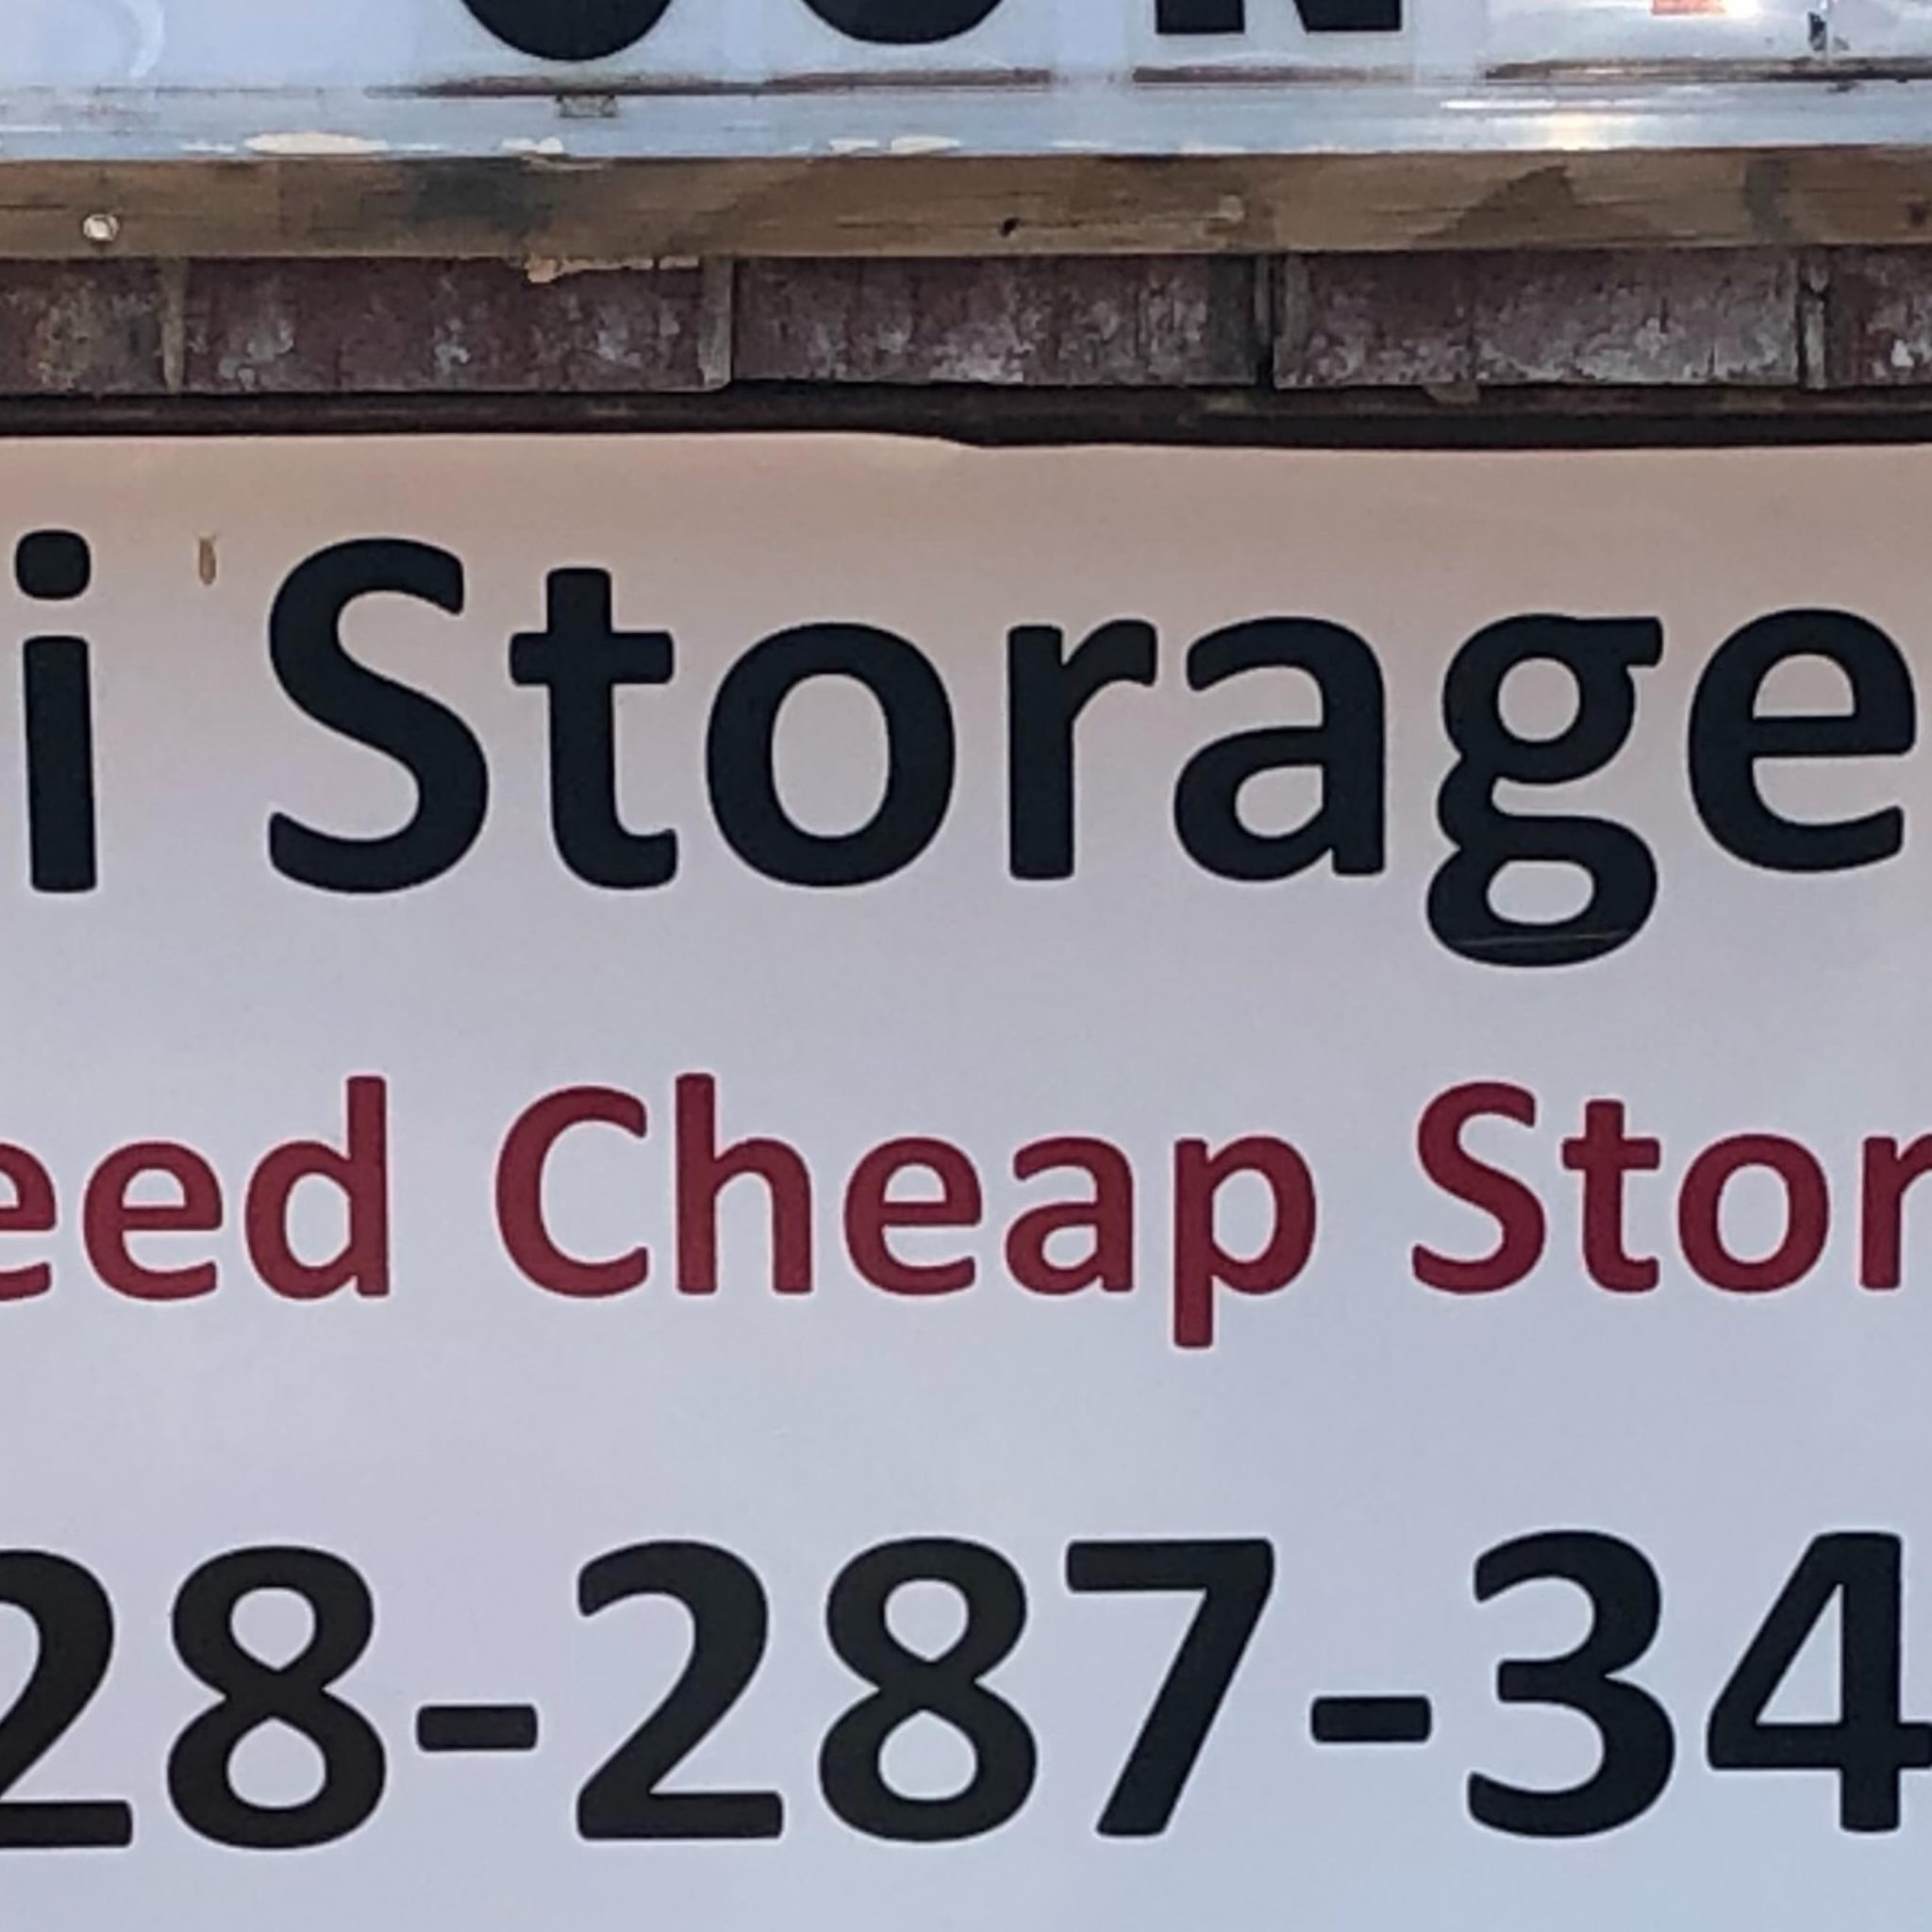 i Storage
eed Cheap Stor
28-287-34